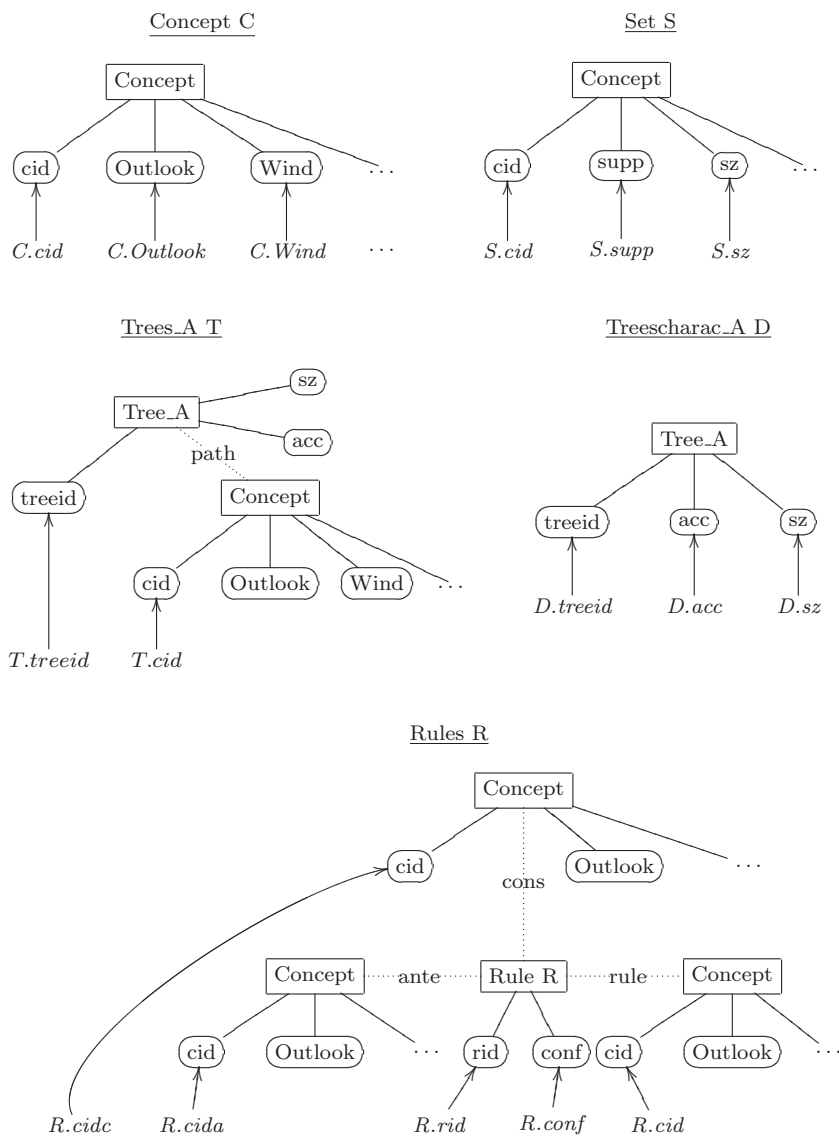 Concept C Set S
Concept Concept
cid Outlook Wind ... cid supp sz ...
C.cid C.Outlook C.Wind ... S.cid S.supp S.sz
Trees_A T Treescharac_A D
sz
Tree_A
acc
path
treeid
Concept
cid Outlook Wind ...
T.treeid T.cid
Tree_A
treeid acc sz
D.treeid D.acc D.sz
Rules R
Concept
cid Outlook ...
cons
Concept ante Rule R rule Concept
cid Outlook ... rid conf cid Outlook ...
R.cidc R.cida R.rid R.conf R.cid